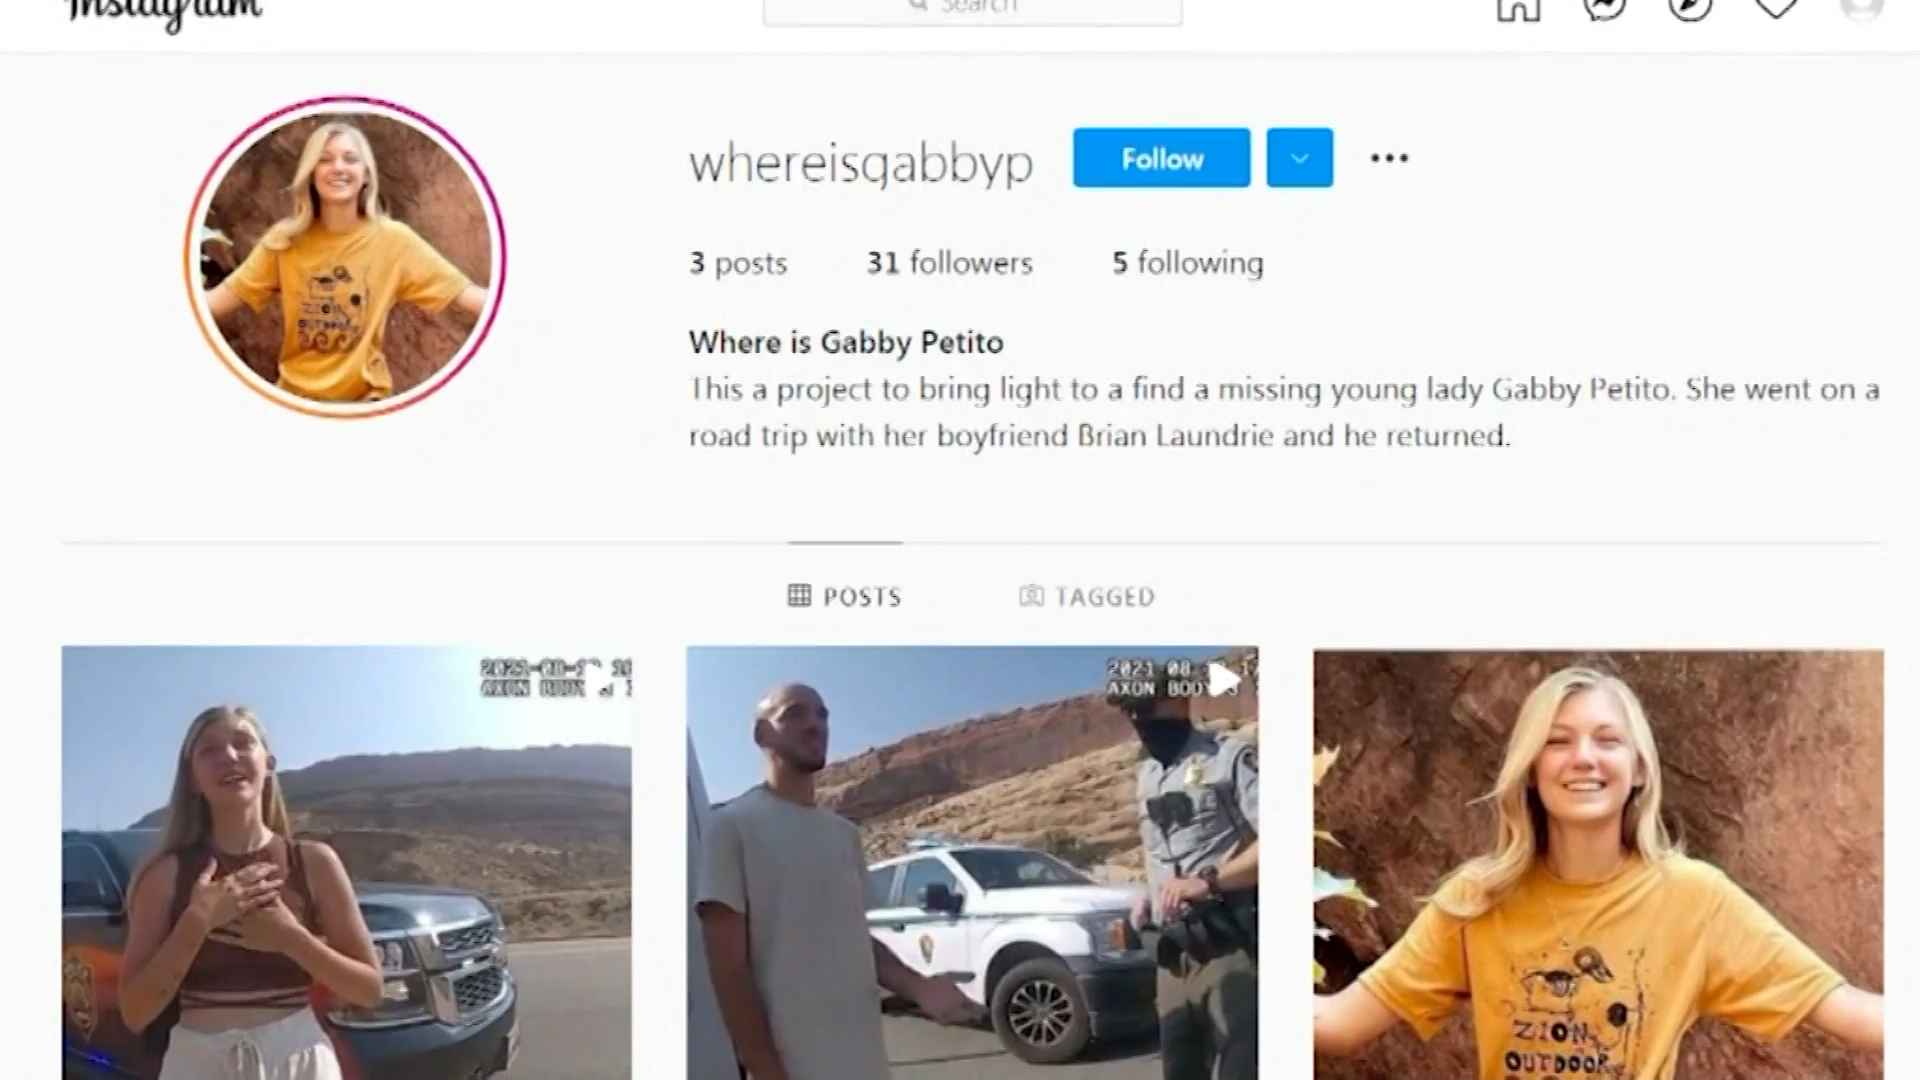 Instagram
Search
whereisgabbyp
Follow
3 posts 31 followers 5 following
Where is Gabby Petito
This a project to bring light to a find a missing young lady Gabby Petito. She went on a
road trip with her boyfriend Brian Laundrie and he returned.
POSTS TAGGED
AXON BODY
AXON BODY
ZION
OUTDOOR